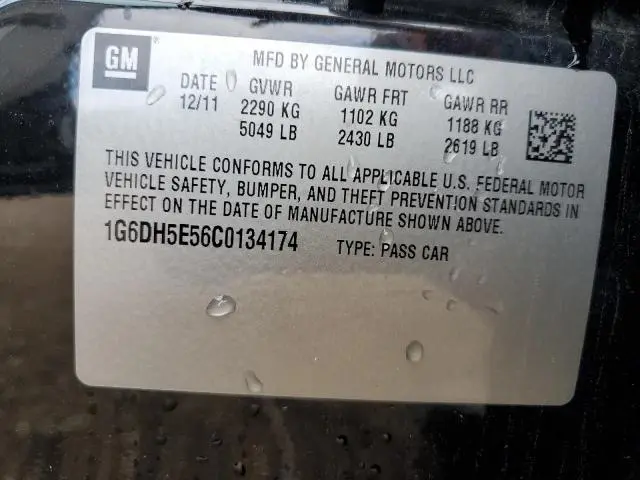 GM
MFD BY GENERAL MOTORS LLC
DATE GVWR GAWR FRT GAWR RR
12/11 2290 KG 1102 KG 1188 KG
5049 LB 2430 LB 2619 LB
THIS VEHICLE CONFORMS TO ALL APPLICABLE U.S. FEDERAL MOTOR
VEHICLE SAFETY, BUMPER, AND THEFT PREVENTION STANDARDS IN
EFFECT ON THE DATE OF MANUFACTURE SHOWN ABOVE.
1G6DH5E56C0134174 TYPE: PASS CAR